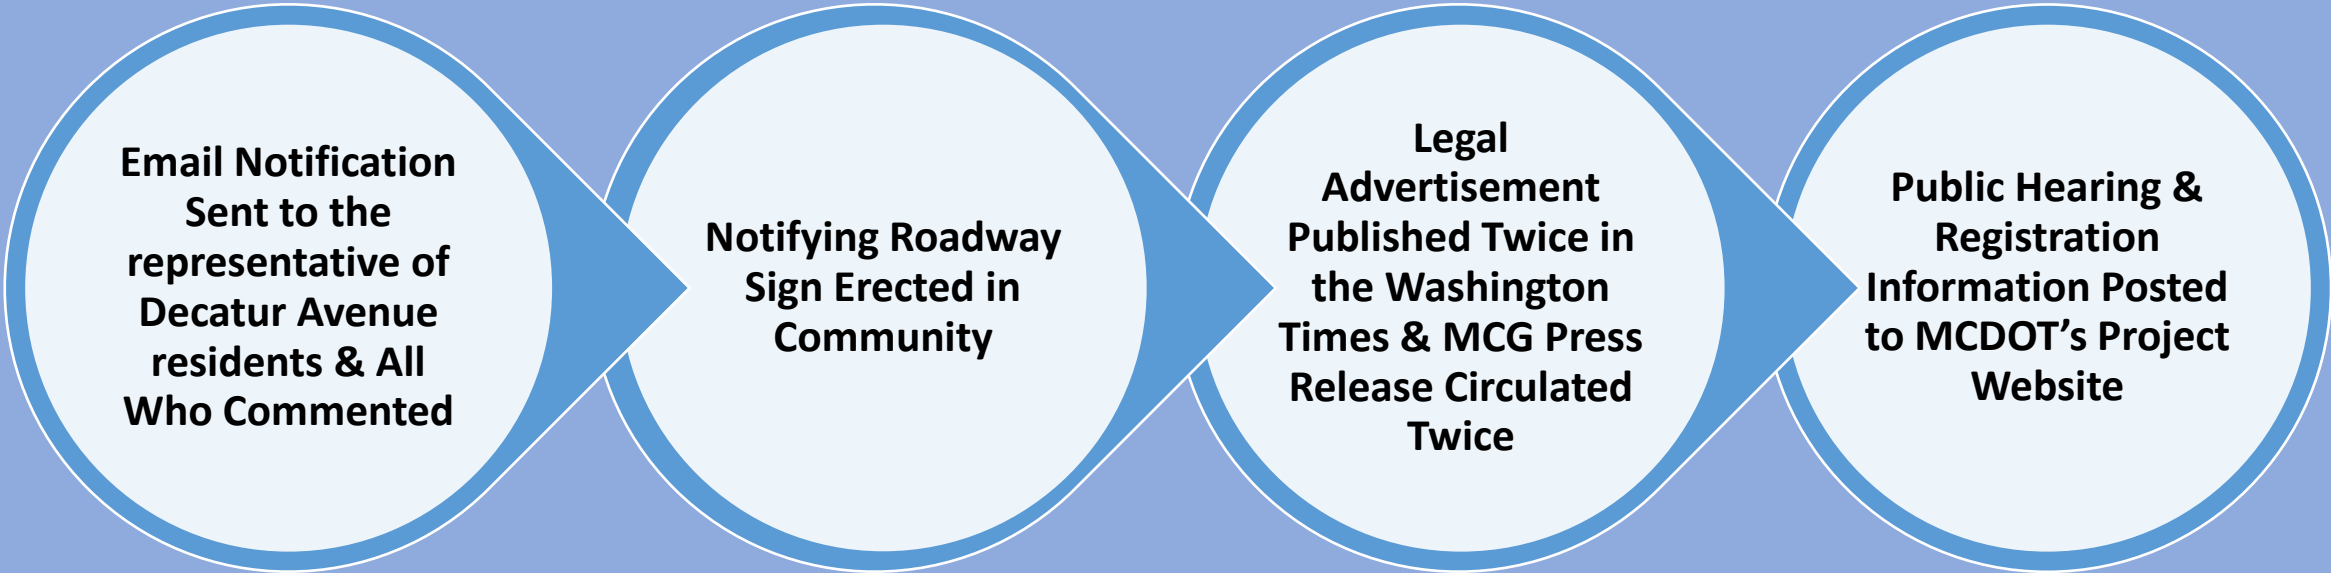 Email Notification
Sent to the
representative of
Decatur Avenue
residents & All
Who Commented
Notifying Roadway
Sign Erected in
Community
Legal
Advertisement
Published Twice in
the Washington
Times & MCG Press
Release Circulated
Twice
Public Hearing &
Registration
Information Posted
to MCDOT’s Project
Website